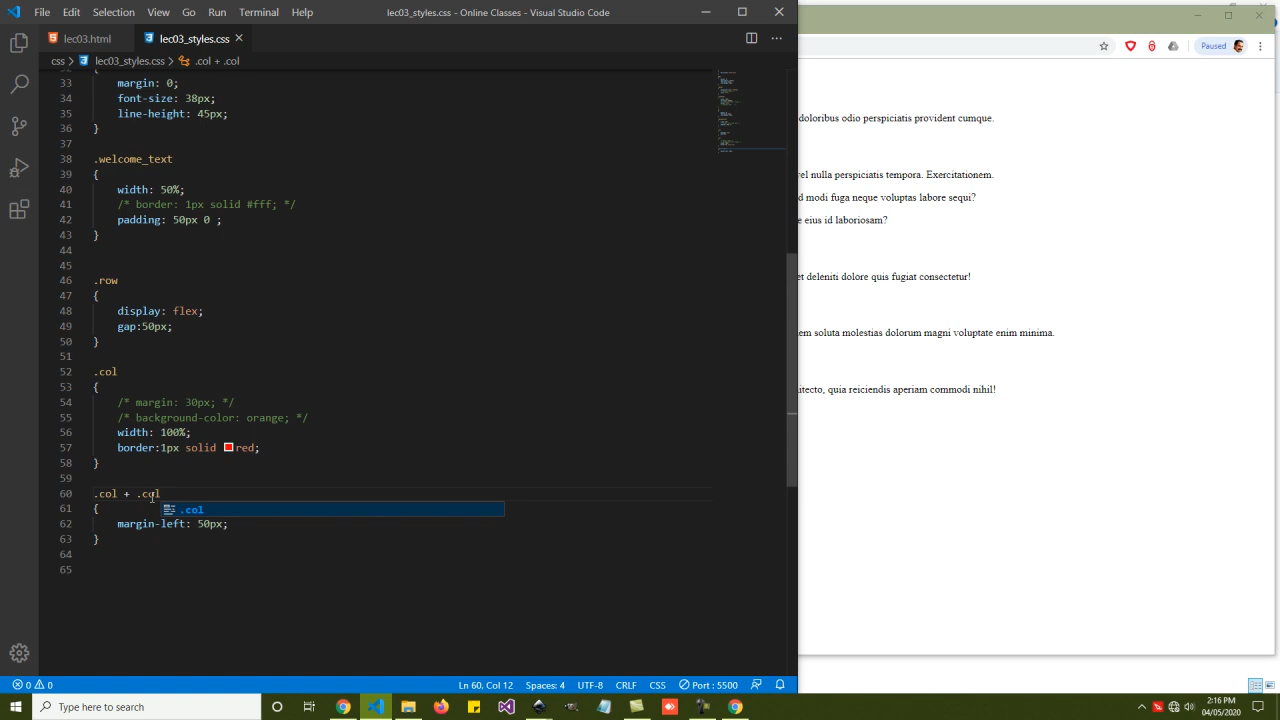 File Edit Selection View Go Run Terminal Help
lec03_styles.css - Online Classes - Visual Studio Code
lec03.html
lec03_styles.css
css > lec03_styles.css > .col + .col
33 margin: 0;
34 font-size: 38px;
35 line-height: 45px;
36 }
37
38 .welcome_text
39 {
40 width: 50%;
41 /* border: 1px solid #fff; */
42 padding: 50px 0 ;
43 }
44
45
46 .row
47 {
48 display: flex;
49 gap:50px;
50 }
51
52 .col
53 {
54 /* margin: 30px; */
55 /* background-color: orange; */
56 width: 100%;
57 border:1px solid red;
58 }
59
60 .col + .col
61 {
.col
62 margin-left: 50px;
63 }
64
65
0 0 Ln 60, Col 12 Spaces: 4 UTF-8 CRLF CSS Port : 5500
Paused
doloribus odio perspiciatis provident cumque.
vel nulla perspiciatis tempora. Exercitationem.
d modi fuga neque voluptas labore sequi?
e eius id laboriosam?
et deleniti dolore quis fugiat consectetur!
em soluta molestias dolorum magni voluptate enim minima.
itecto, quia reiciendis aperiam commodi nihil!
Type here to search
2:16 PM
04/05/2020